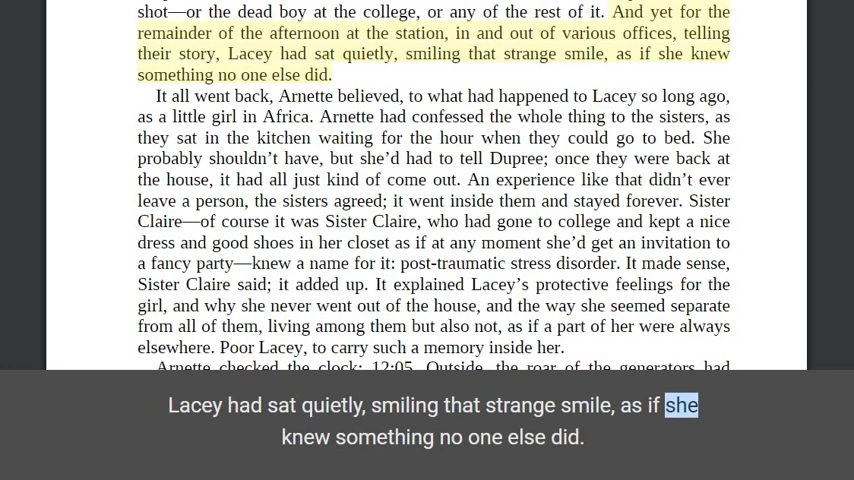 shot—or the dead boy at the college, or any of the rest of it. And yet for the
remainder of the afternoon at the station, in and out of various offices, telling
their story, Lacey had sat quietly, smiling that strange smile, as if she knew
something no one else did.
It all went back, Arnette believed, to what had happened to Lacey so long ago,
as a little girl in Africa. Arnette had confessed the whole thing to the sisters, as
they sat in the kitchen waiting for the hour when they could go to bed. She
probably shouldn’t have, but she’d had to tell Dupree; once they were back at
the house, it had all just kind of come out. An experience like that didn’t ever
leave a person, the sisters agreed; it went inside them and stayed forever. Sister
Claire—of course it was Sister Claire, who had gone to college and kept a nice
dress and good shoes in her closet as if at any moment she’d get an invitation to
a fancy party—knew a name for it: post-traumatic stress disorder. It made sense,
Sister Claire said; it added up. It explained Lacey’s protective feelings for the
girl, and why she never went out of the house, and the way she seemed separate
from all of them, living among them but also not, as if a part of her were always
elsewhere. Poor Lacey, to carry such a memory inside her.
Arnette checked the clock: 12:05. Outside, the roar of the generators had
Lacey had sat quietly, smiling that strange smile, as if she
knew something no one else did.